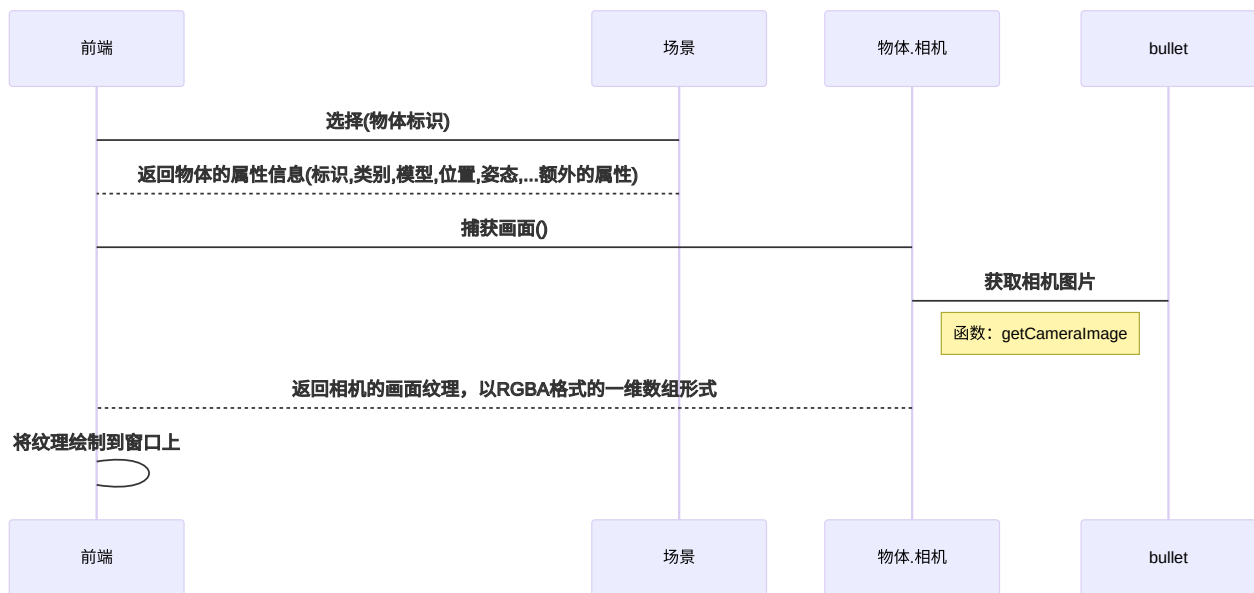 前端
场景
物体.相机
bullet
选择(物体标识)
返回物体的属性信息(标识,类别,模型,位置,姿态,...额外的属性)
捕获画面()
获取相机图片
函数：getCameraImage
返回相机的画面纹理，以RGBA格式的一维数组形式
将纹理绘制到窗口上
前端
场景
物体.相机
bullet